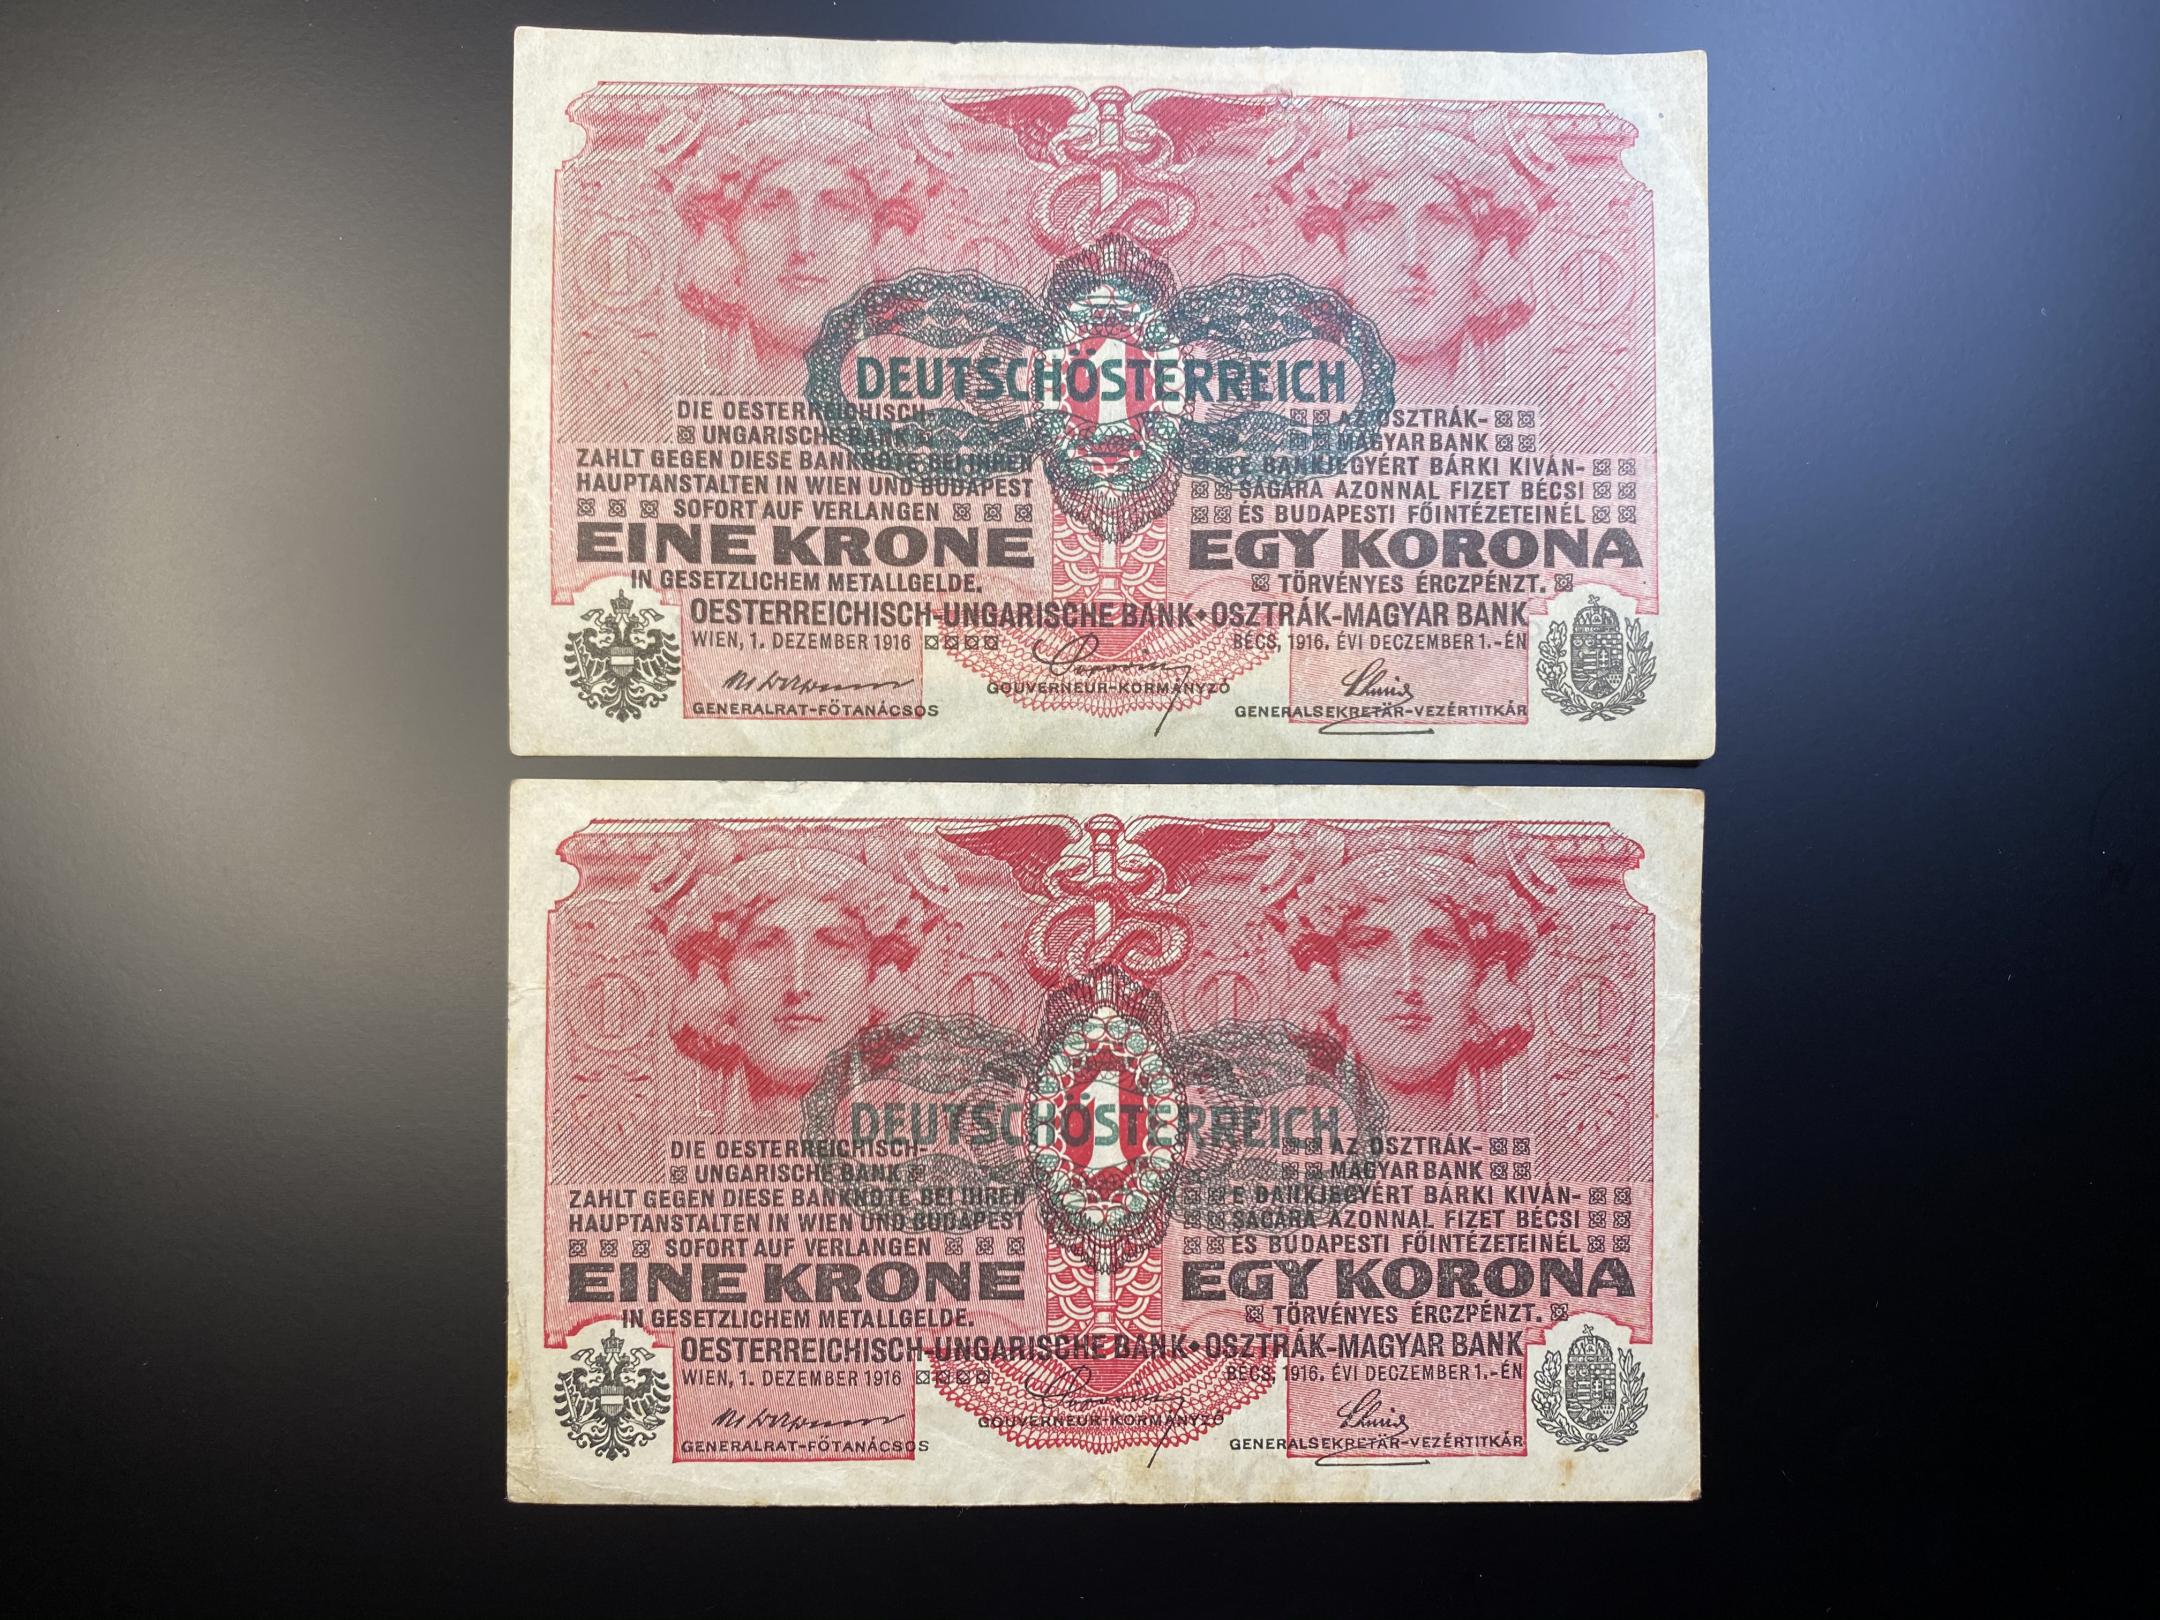 DEUTSCHÖSTERREICH
1
DIE OESTERREICHISCH-
UNGARISCHE BANK
ZAHLT GEGEN DIESE BANKNOTE BEI IHREN
HAUPTANSTALTEN IN WIEN UND BUDAPEST
SOFORT AUF VERLANGEN
EINE KRONE
IN GESETZLICHEM METALLGELDE.
AZ OSZTRÁK-
MAGYAR BANK
E BANKJEGYÉRT BÁRKI KIVÁN-
SÁGÁRA AZONNAL FIZET BÉCSI
ÉS BUDAPESTI FŐINTÉZETEINÉL
EGY KORONA
TÖRVÉNYES ÉRCZPÉNZT.
OESTERREICHISCH-UNGARISCHE BANK • OSZTRÁK-MAGYAR BANK
WIEN, 1. DEZEMBER 1916
BÉCS, 1916. ÉVI DECZEMBER 1.-ÉN
GENERALRAT-FŐTANÁCSOS
GOUVERNEUR-KORMÁNYZÓ
GENERALSEKRETÄR-VEZÉRTITKÁR
DEUTSCHÖSTERREICH
1
DIE OESTERREICHISCH-
UNGARISCHE BANK
ZAHLT GEGEN DIESE BANKNOTE BEI IHREN
HAUPTANSTALTEN IN WIEN UND BUDAPEST
SOFORT AUF VERLANGEN
EINE KRONE
IN GESETZLICHEM METALLGELDE.
AZ OSZTRÁK-
MAGYAR BANK
E BANKJEGYÉRT BÁRKI KIVÁN-
SÁGÁRA AZONNAL FIZET BÉCSI
ÉS BUDAPESTI FŐINTÉZETEINÉL
EGY KORONA
TÖRVÉNYES ÉRCZPÉNZT.
OESTERREICHISCH-UNGARISCHE BANK • OSZTRÁK-MAGYAR BANK
WIEN, 1. DEZEMBER 1916
BÉCS, 1916. ÉVI DECZEMBER 1.-ÉN
GENERALRAT-FŐTANÁCSOS
GOUVERNEUR-KORMÁNYZÓ
GENERALSEKRETÄR-VEZÉRTITKÁR